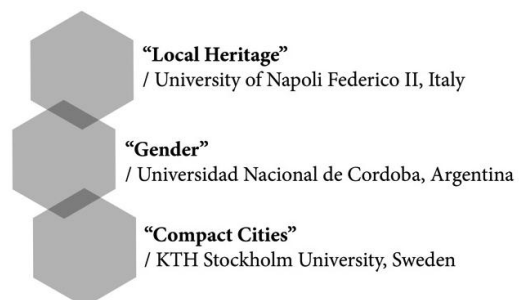 “Local Heritage”
/ University of Napoli Federico II, Italy
“Gender”
/ Universidad Nacional de Cordoba, Argentina
“Compact Cities”
/ KTH Stockholm University, Sweden